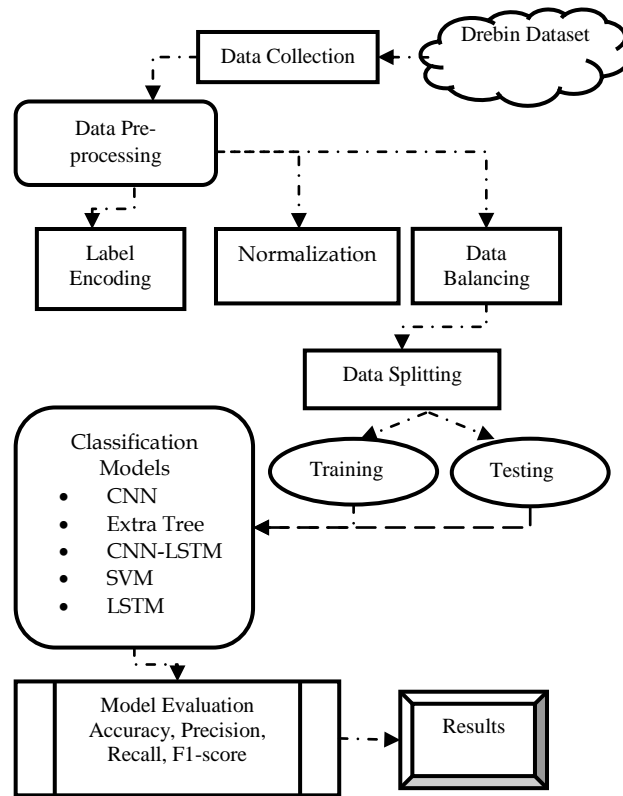 Drebin Dataset
Data Collection
Data Pre-
processing
Label
Encoding
Normalization
Data
Balancing
Data Splitting
Training
Testing
Classification
Models
• CNN
• Extra Tree
• CNN-LSTM
• SVM
• LSTM
Model Evaluation
Accuracy, Precision,
Recall, F1-score
Results